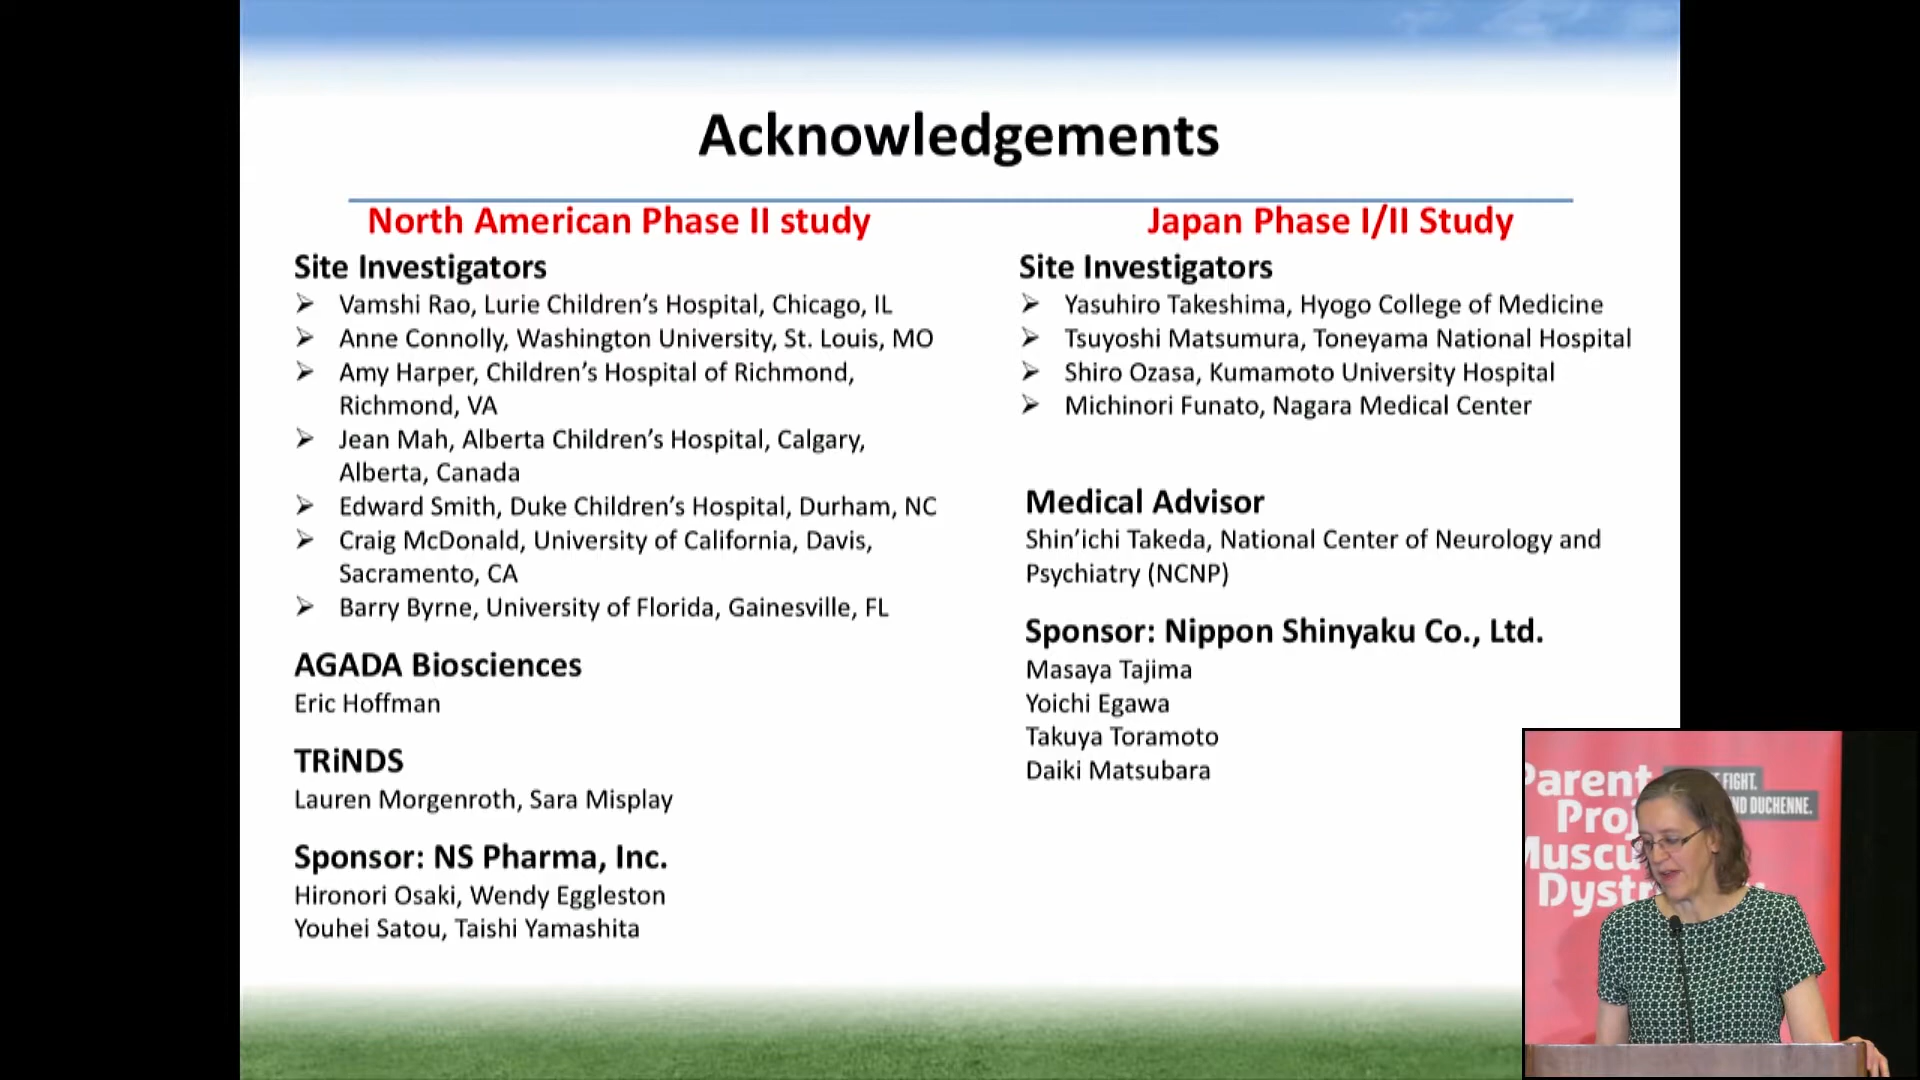 Acknowledgements
North American Phase II study
Site Investigators
➢ Vamshi Rao, Lurie Children's Hospital, Chicago, IL
➢ Anne Connolly, Washington University, St. Louis, MO
➢ Amy Harper, Children's Hospital of Richmond,
Richmond, VA
➢ Jean Mah, Alberta Children's Hospital, Calgary,
Alberta, Canada
➢ Edward Smith, Duke Children's Hospital, Durham, NC
➢ Craig McDonald, University of California, Davis,
Sacramento, CA
➢ Barry Byrne, University of Florida, Gainesville, FL
AGADA Biosciences
Eric Hoffman
TRiNDS
Lauren Morgenroth, Sara Misplay
Sponsor: NS Pharma, Inc.
Hironori Osaki, Wendy Eggleston
Youhei Satou, Taishi Yamashita
Japan Phase I/II Study
Site Investigators
➢ Yasuhiro Takeshima, Hyogo College of Medicine
➢ Tsuyoshi Matsumura, Toneyama National Hospital
➢ Shiro Ozasa, Kumamoto University Hospital
➢ Michinori Funato, Nagara Medical Center
Medical Advisor
Shin'ichi Takeda, National Center of Neurology and
Psychiatry (NCNP)
Sponsor: Nippon Shinyaku Co., Ltd.
Masaya Tajima
Yoichi Egawa
Takuya Toramoto
Daiki Matsubara
Parent
FIGHT.
DUCHENNE.